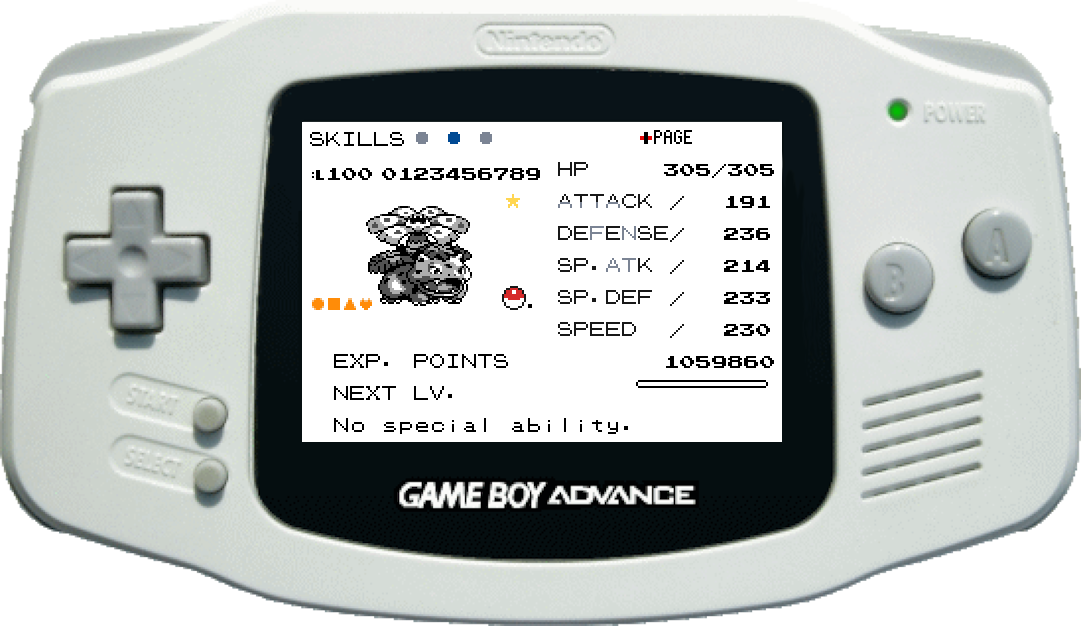 Nintendo
POWER
SKILLS
+PAGE
:L100 0123456789
HP 305/305
ATTACK / 191
DEFENSE/ 236
SP.ATK / 214
SP.DEF / 233
SPEED / 230
EXP. POINTS 1059860
NEXT LV.
No special ability.
A
B
START
SELECT
GAME BOY ADVANCE